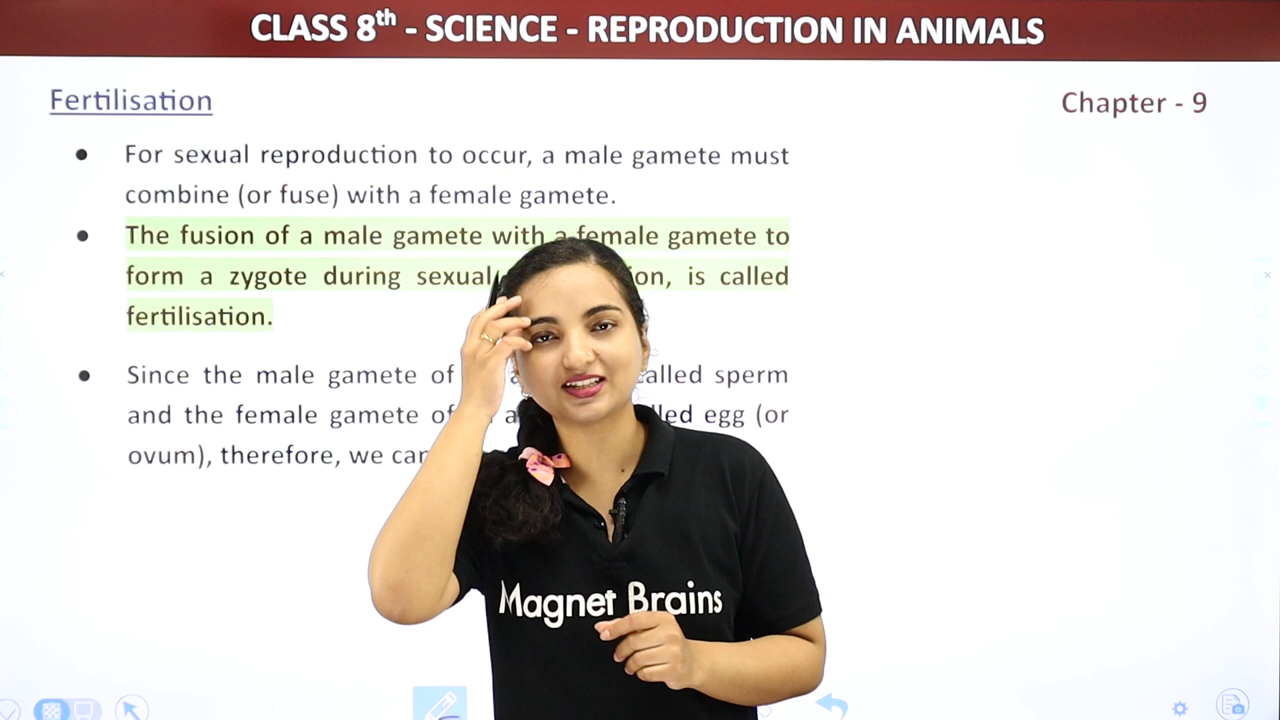 CLASS 8th - SCIENCE - REPRODUCTION IN ANIMALS
Fertilisation
Chapter - 9
• For sexual reproduction to occur, a male gamete must
combine (or fuse) with a female gamete.
• The fusion of a male gamete with a female gamete to
form a zygote during sexual is called
fertilisation.
• Since the male gamete of called sperm
and the female gamete of egg (or
ovum), therefore, we can
Magnet Brains